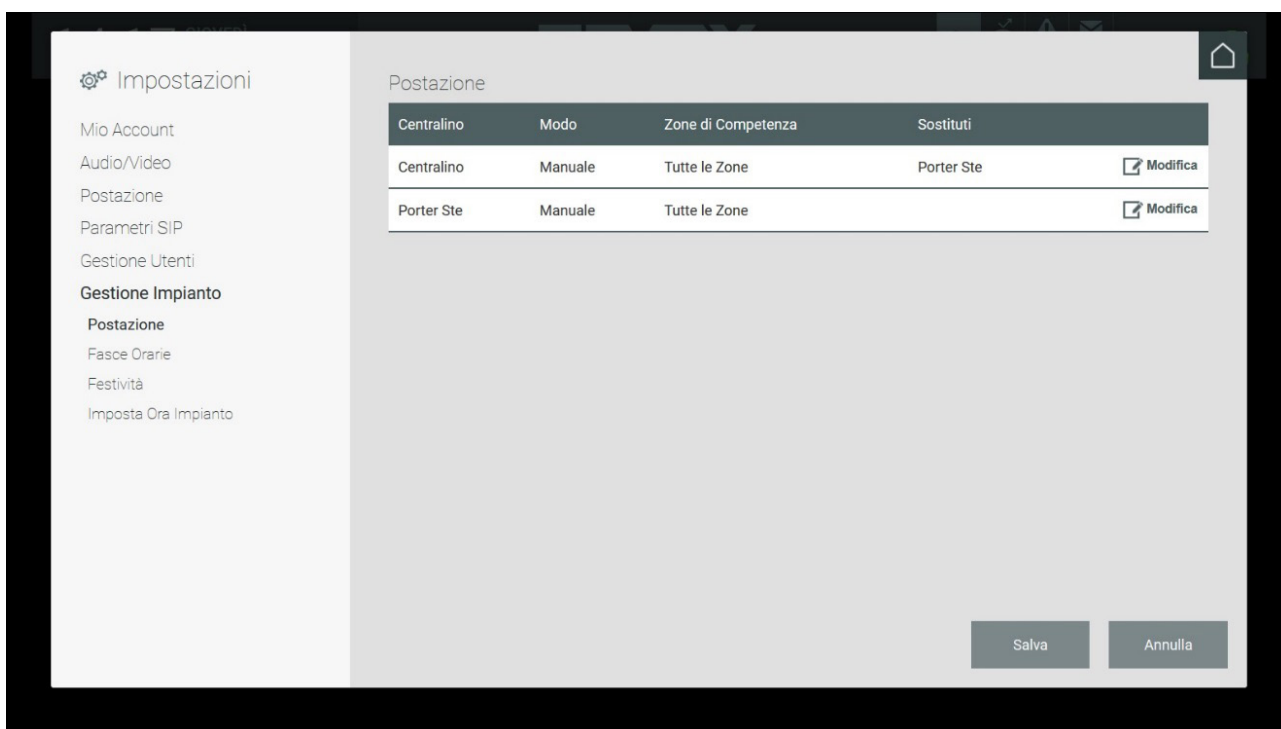 Impostazioni
Mio Account
Audio/Video
Postazione
Parametri SIP
Gestione Utenti
Gestione Impianto
Postazione
Fasce Orarie
Festività
Imposta Ora Impianto
Postazione
Centralino Modo Zone di Competenza Sostituti
Centralino Manuale Tutte le Zone Porter Ste Modifica
Porter Ste Manuale Tutte le Zone Modifica
Salva Annulla